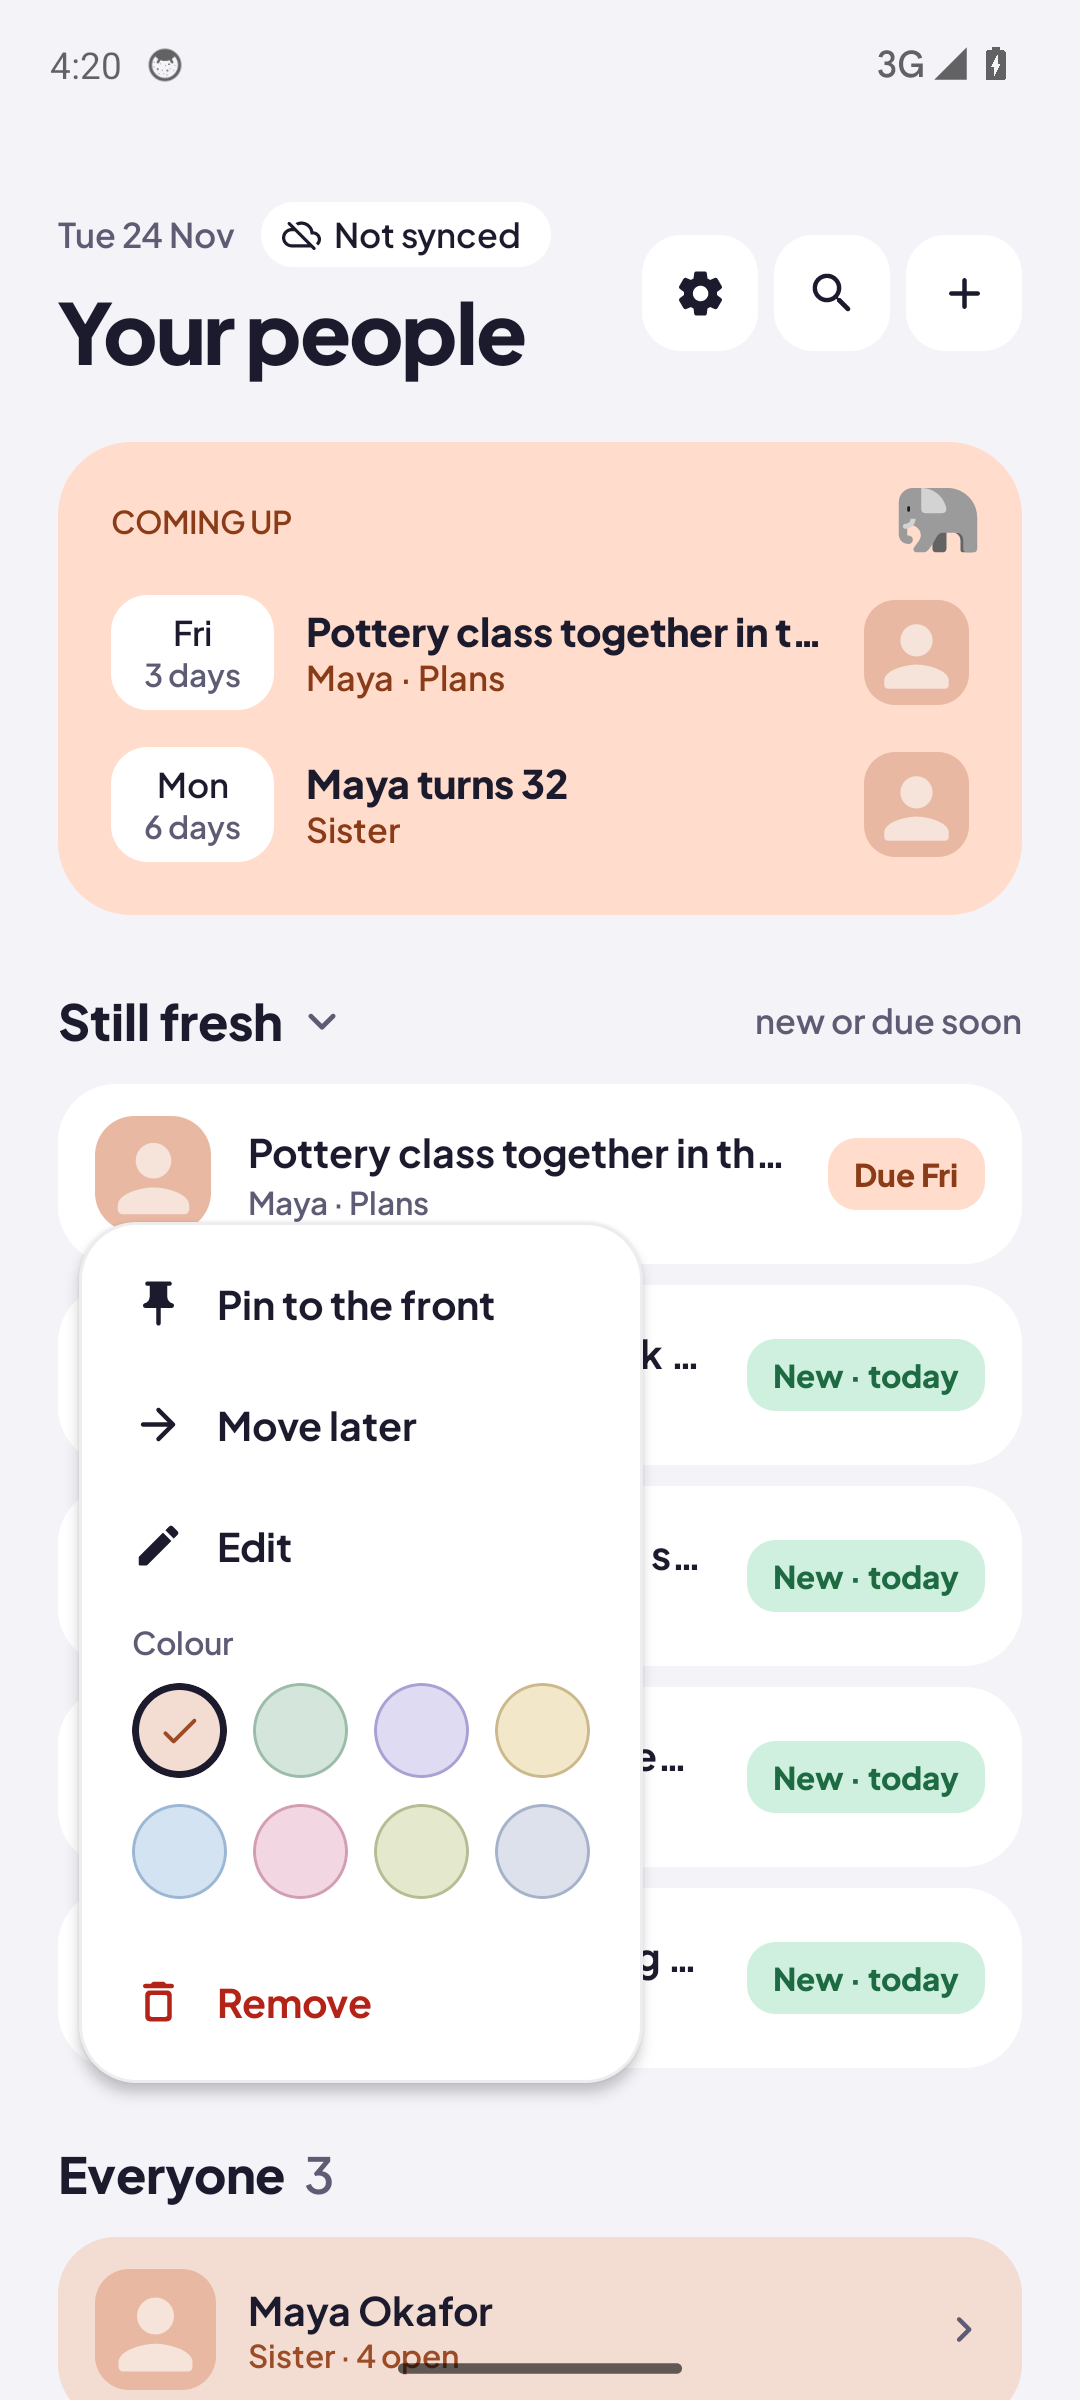 4:20
3G
Tue 24 Nov
Not synced
Your people
COMING UP
Fri
3 days
Pottery class together in t...
Maya · Plans
Mon
6 days
Maya turns 32
Sister
Still fresh
new or due soon
Pottery class together in th...
Maya · Plans
Due Fri
Pin to the front
k ...
New · today
Move later
Edit
s...
New · today
Colour
e...
New · today
g ...
New · today
Remove
Everyone 3
Maya Okafor
Sister · 4 open